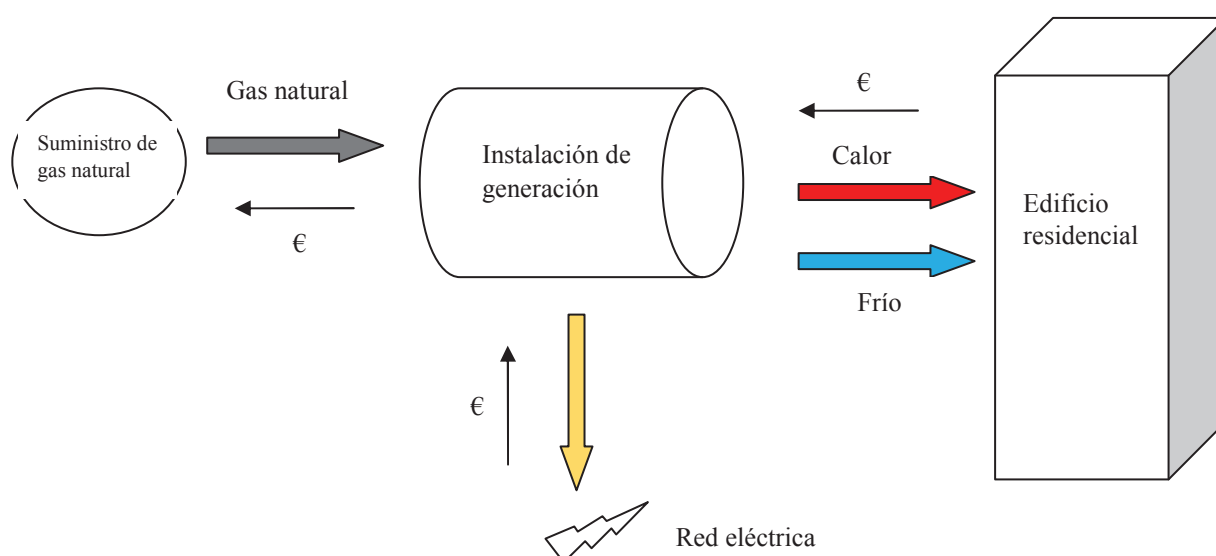 Gas natural
Suministro de
gas natural
€
Instalación de
generación
€
Calor
Frío
Edificio
residencial
€
Red eléctrica